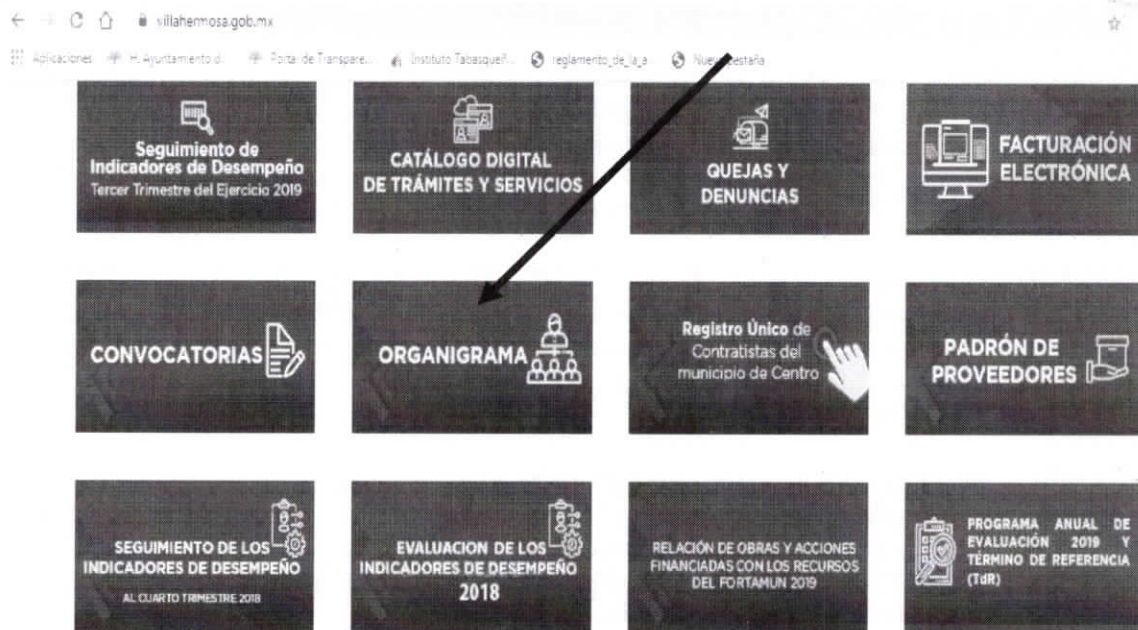 villahermosa.gob.mx
Aplicaciones H. Ayuntamiento d... Portal de Transpare... Instituto Tabasqueñ... reglamento_de_la_a
Seguimiento de
Indicadores de Desempeño
Tercer Trimestre del Ejercicio 2019
CATÁLOGO DIGITAL
DE TRÁMITES Y SERVICIOS
QUEJAS Y
DENUNCIAS
FACTURACIÓN
ELECTRÓNICA
CONVOCATORIAS
ORGANIGRAMA
Registro Único de
Contratistas del
municipio de Centro
PADRÓN DE
PROVEEDORES
SEGUIMIENTO DE LOS
INDICADORES DE DESEMPEÑO
AL CUARTO TRIMESTRE 2018
EVALUACION DE LOS
INDICADORES DE DESEMPEÑO
2018
RELACIÓN DE OBRAS Y ACCIONES
FINANCIADAS CON LOS RECURSOS
DEL FORTAMUN 2019
PROGRAMA ANUAL DE
EVALUACIÓN 2019 Y
TÉRMINO DE REFERENCIA
(TdR)